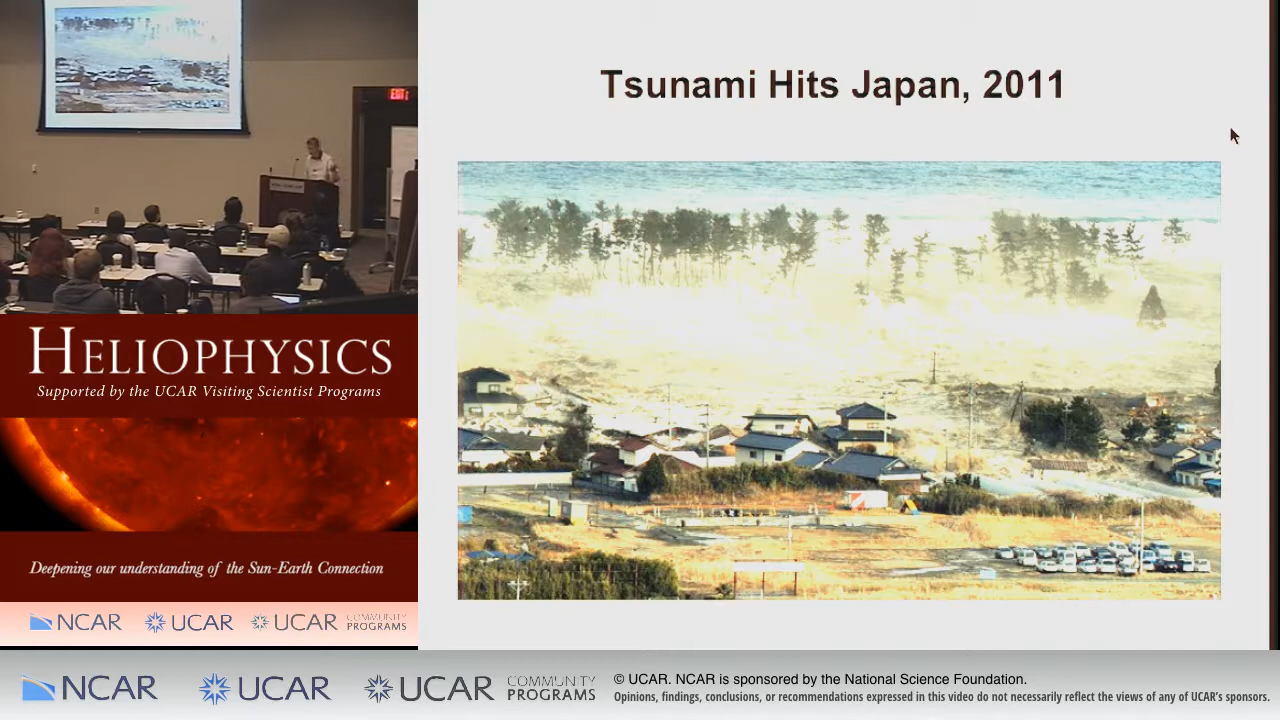 EXIT
Tsunami Hits Japan, 2011
HELIOPHYSICS
Supported by the UCAR Visiting Scientist Programs
Deepening our understanding of the Sun-Earth Connection
NCAR
UCAR
UCAR
COMMUNITY
PROGRAMS
NCAR
UCAR
UCAR
COMMUNITY
PROGRAMS
© UCAR. NCAR is sponsored by the National Science Foundation.
Opinions, findings, conclusions, or recommendations expressed in this video do not necessarily reflect the views of any of UCAR's sponsors.